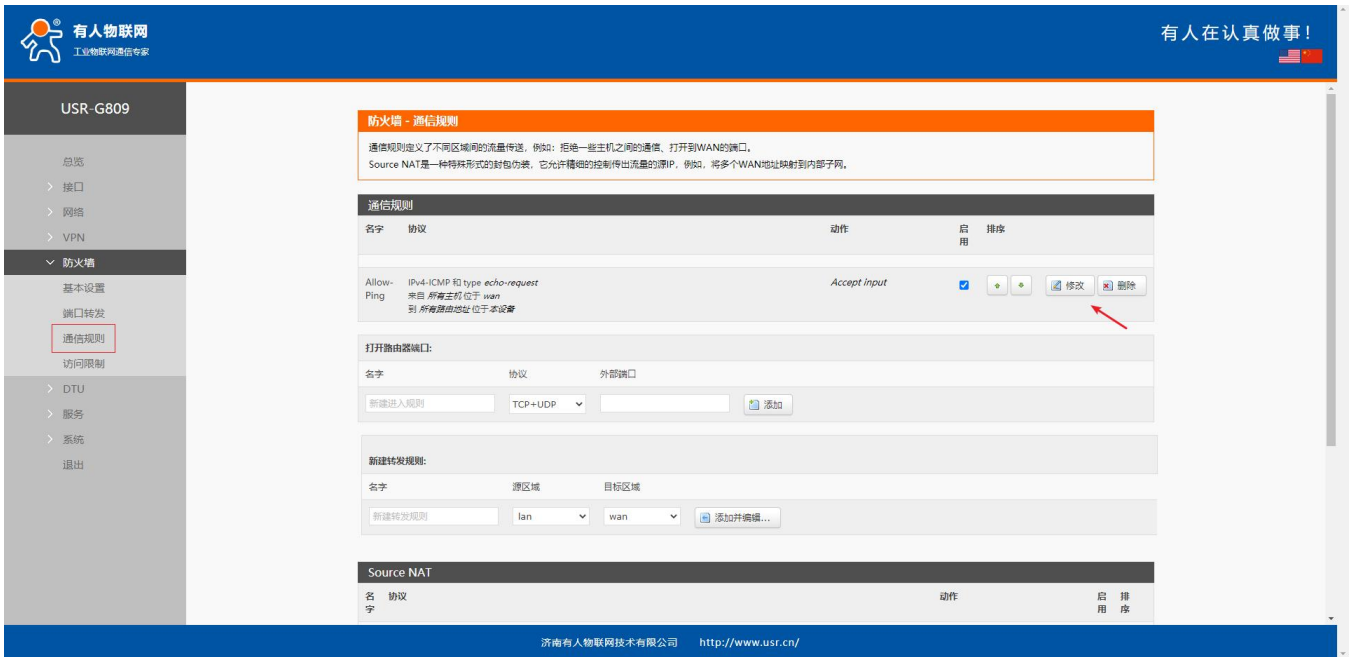 有人物联网
®
工业物联网通信专家
有人在认真做事！
USR-G809
总览
接口
网络
VPN
防火墙
基本设置
端口转发
通信规则
访问限制
DTU
服务
系统
退出
防火墙 - 通信规则
通信规则定义了不同区域间的流量传送，例如：拒绝一些主机之间的通信、打开到WAN的端口。
Source NAT是一种特殊形式的封包伪装，它允许精细的控制传出流量的源IP，例如，将多个WAN地址映射到内部子网。
通信规则
名字 协议 动作 启用 排序
Allow-Ping IPv4-ICMP 和 type echo-request Accept input 修改 删除
来自 所有主机 位于 wan
到 所有路由地址 位于 本设备
打开路由器端口:
名字 协议 外部端口
新建进入规则 TCP+UDP 添加
新建转发规则:
名字 源区域 目标区域
新建转发规则 lan wan 添加并编辑...
Source NAT
名字 协议 动作 启用 排序
济南有人物联网技术有限公司 http://www.usr.cn/